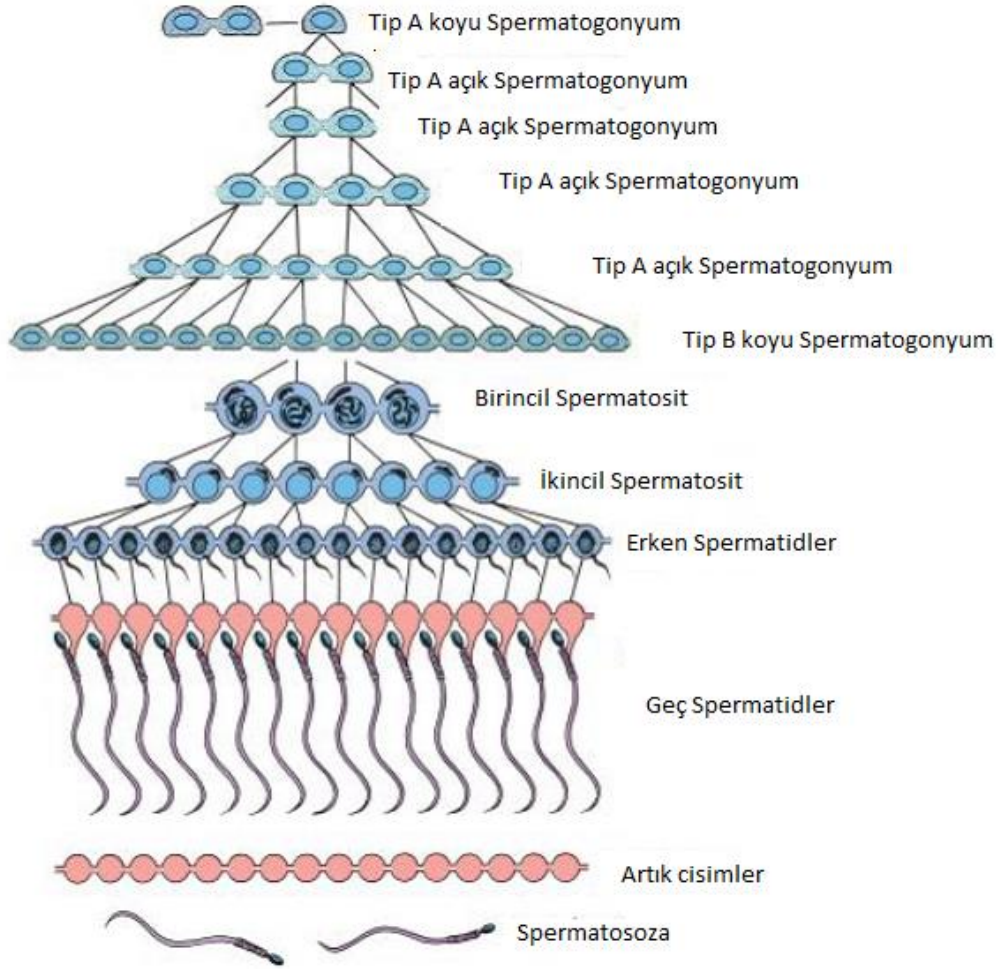 Tip A koyu Spermatogonyum
Tip A açık Spermatogonyum
Tip A açık Spermatogonyum
Tip A açık Spermatogonyum
Tip A açık Spermatogonyum
Tip B koyu Spermatogonyum
Birincil Spermatosit
İkincil Spermatosit
Erken Spermatidler
Geç Spermatidler
Artık cisimler
Spermatosoza